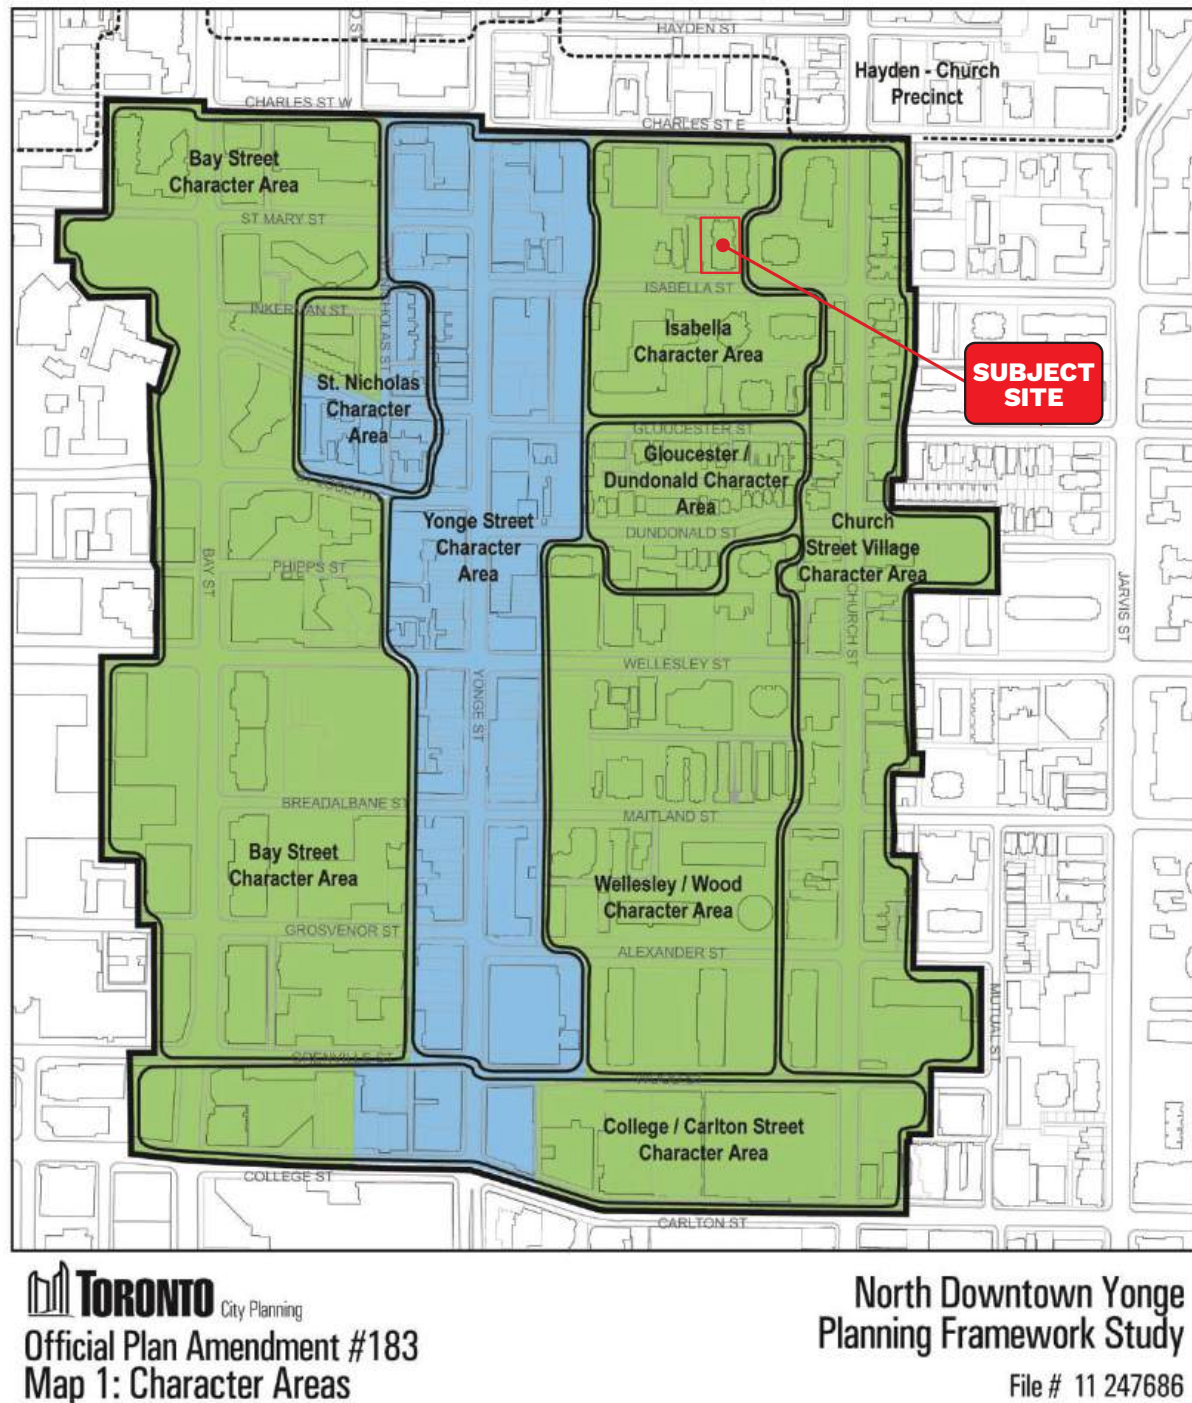 HAYDEN ST
Hayden - Church
Precinct
CHARLES ST W
CHARLES ST E
Bay Street
Character Area
ST MARY ST
ISABELLA ST
INKERMAN ST
Isabella
Character Area
SUBJECT
SITE
St. Nicholas
Character
Area
GLOUCESTER ST
Gloucester /
Dundonald Character
Area
DUNDONALD ST
Yonge Street
Character
Area
Church
Street Village
Character Area
BAY ST
PHIPPS ST
CHURCH ST
JARVIS ST
WELLESLEY ST
YONGE ST
BREADALBANE ST
MAITLAND ST
Bay Street
Character Area
Wellesley / Wood
Character Area
GROSVENOR ST
ALEXANDER ST
MUTUAL ST
GRENVILLE ST
College / Carlton Street
Character Area
COLLEGE ST
CARLTON ST
TORONTO City Planning
Official Plan Amendment #183
Map 1: Character Areas
North Downtown Yonge
Planning Framework Study
File # 11 247686